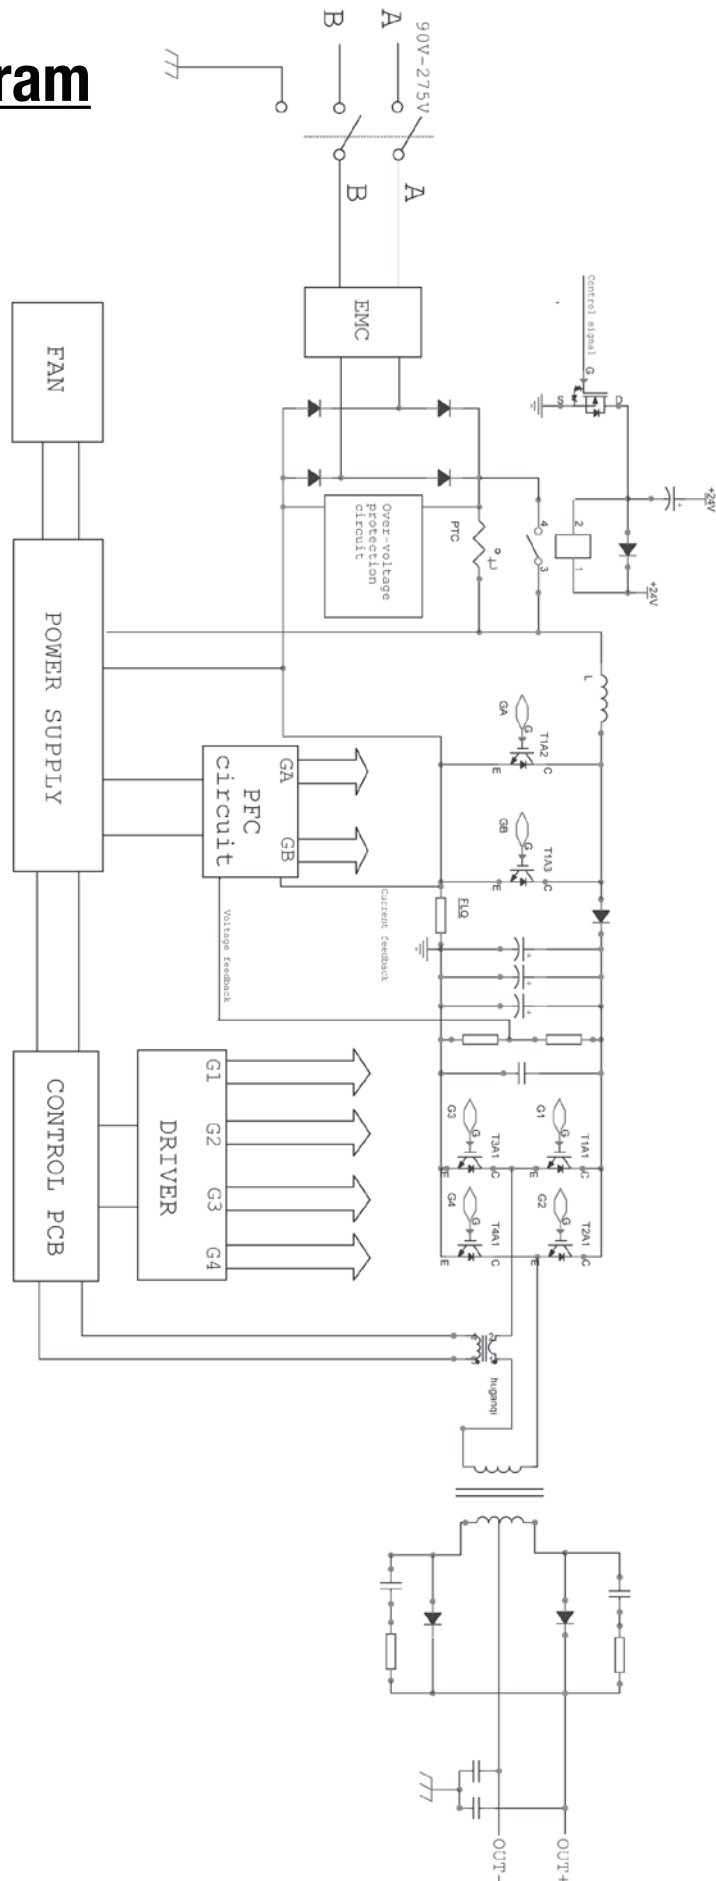 ram
90V-275V
A
B
A
B
EMC
Control signal
G
S
D
+24V
+24V
2
1
4
3
PTC
t
Over-voltage
protection
circuit
FAN
POWER SUPPLY
L
GA
G
T1A2
E
C
GB
G
T1A3
E
C
GA
GB
PFC
circuit
FLQ
Current feedback
Voltage feedback
+
+
+
G1
G2
G3
G4
DRIVER
CONTROL PCB
G1
G
T1A1
E
C
G2
G
T2A1
E
C
G3
G
T3A1
E
C
G4
G
T4A1
E
C
huganqi
OUT+
OUT-